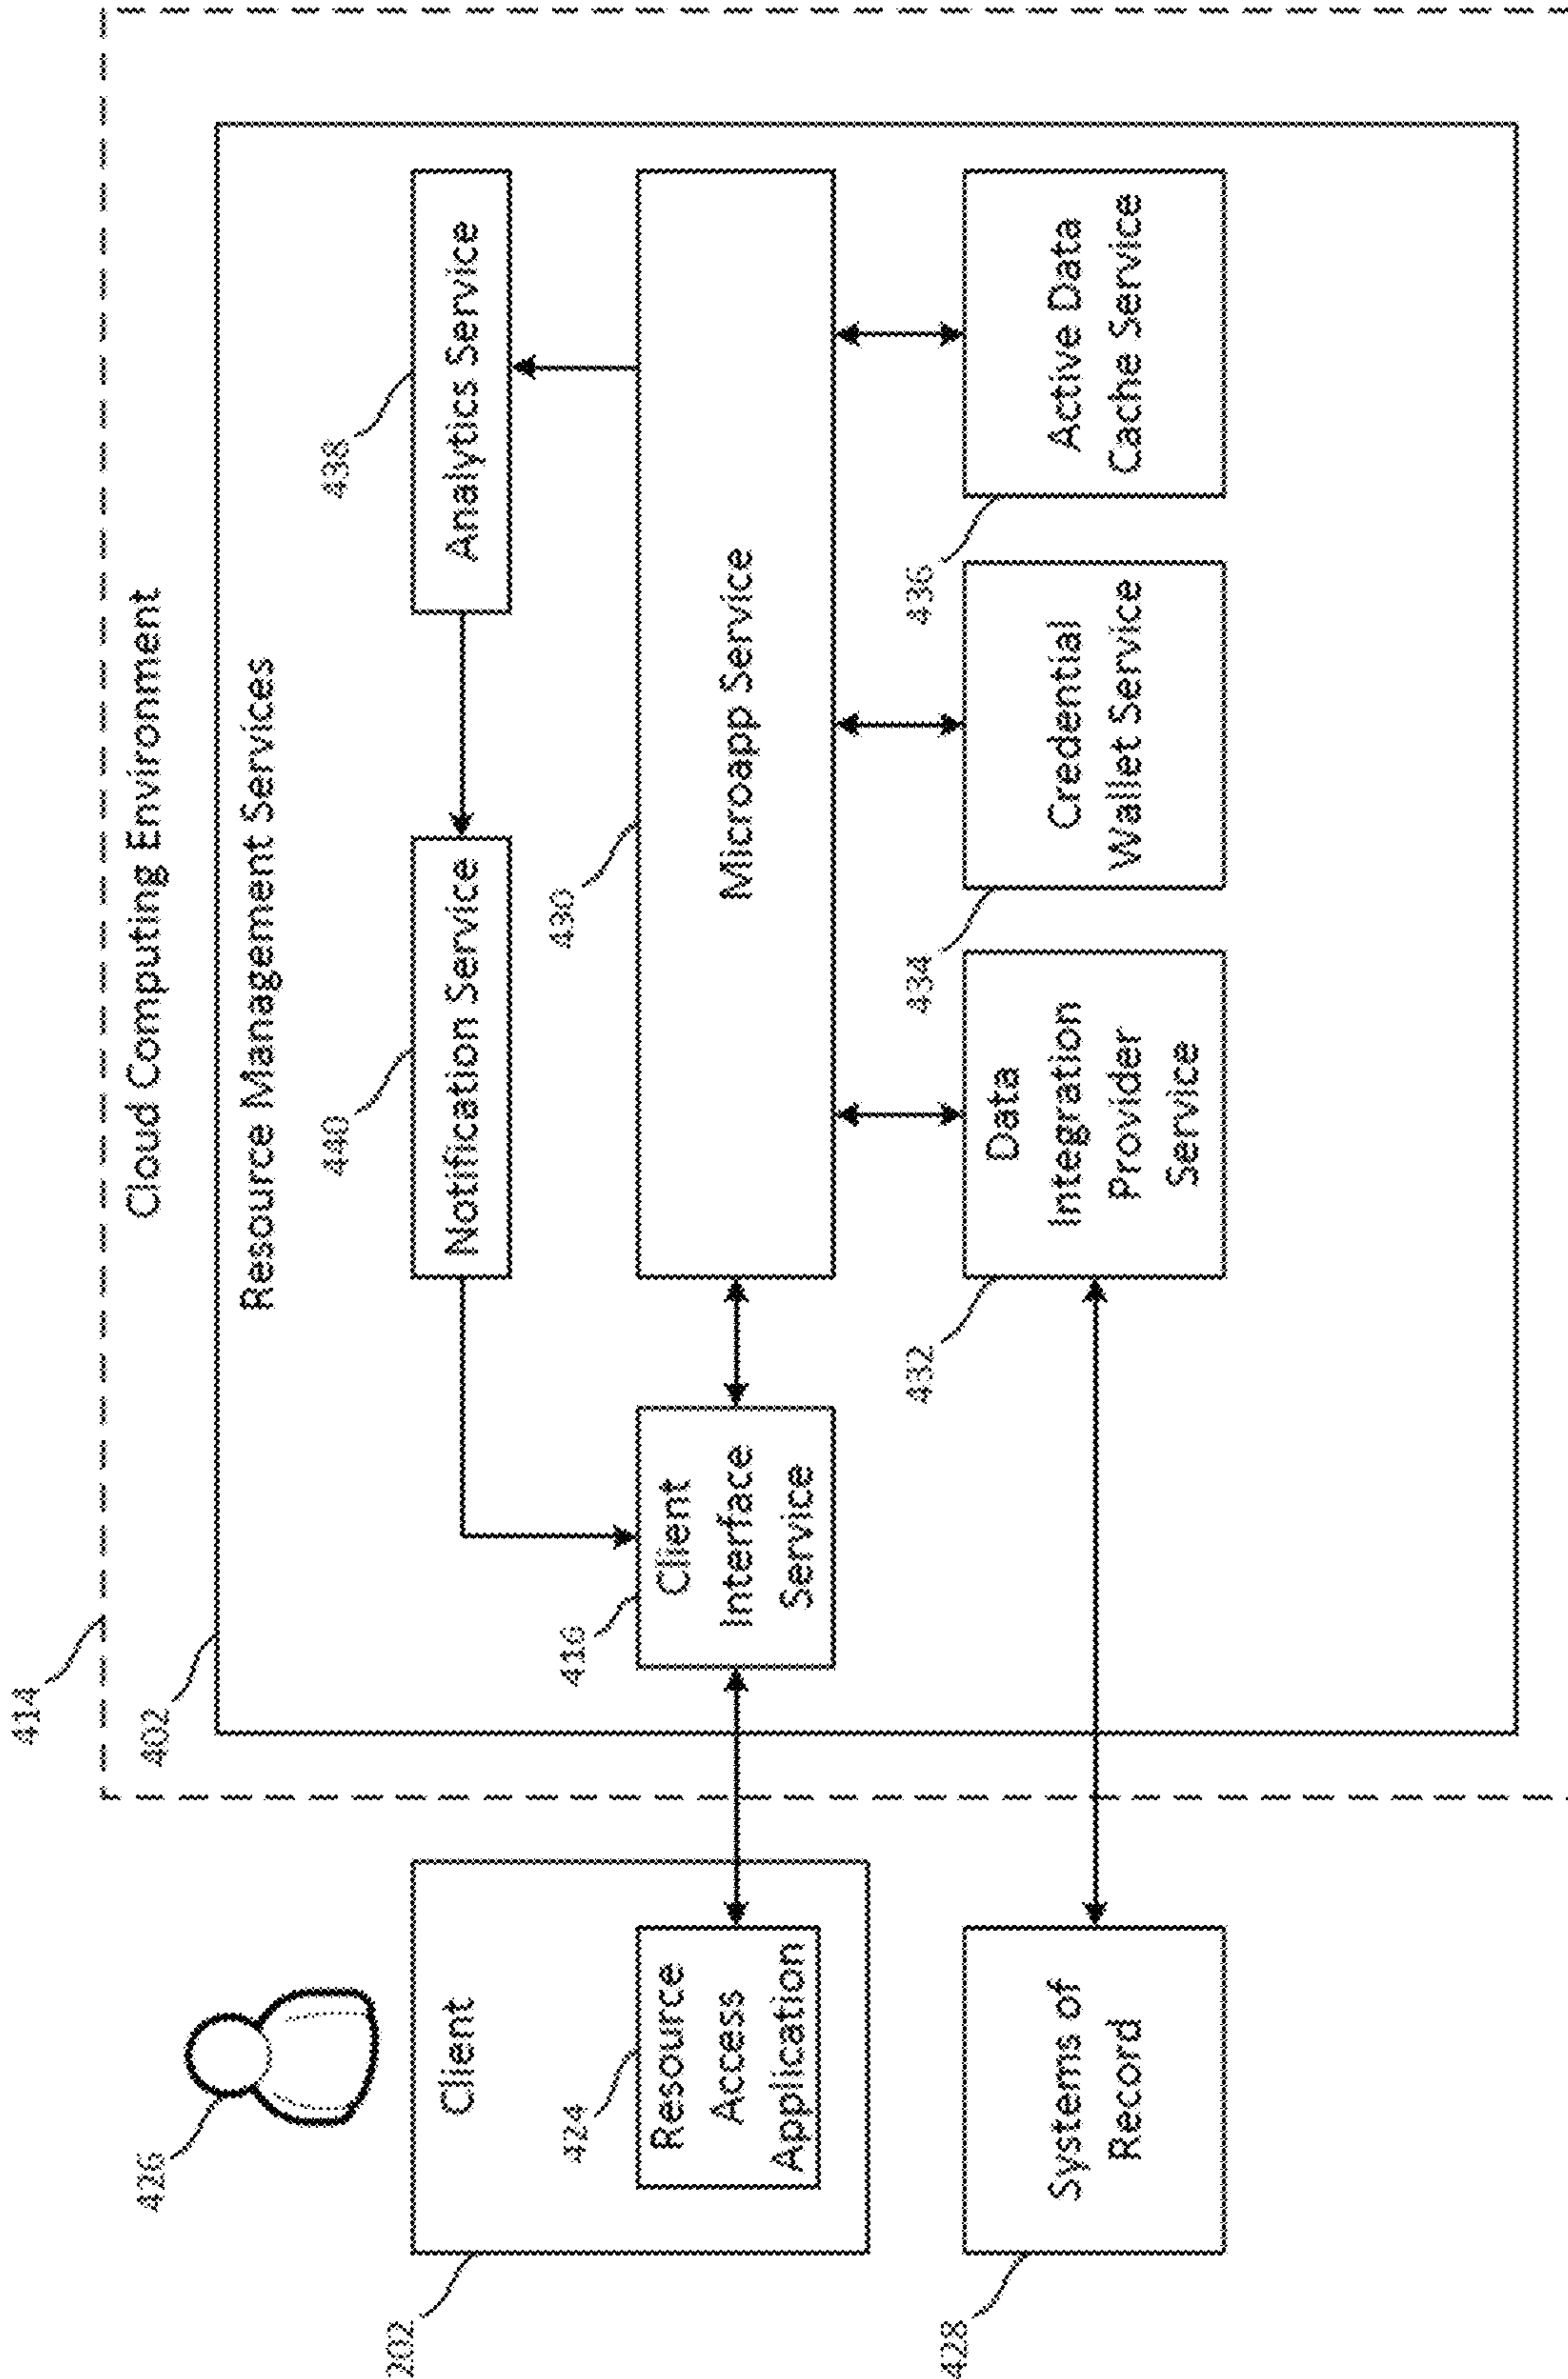 414
Cloud Computing Environment
402
Resource Management Services
426
202
Client
424
Resource
Access
Application
416
Client
Interface
Service
440
Notification Service
438
Analytics Service
430
Microapp Service
428
Systems of
Record
432
Data
Integration
Provider
Service
434
Credential
Wallet Service
436
Active Data
Cache Service